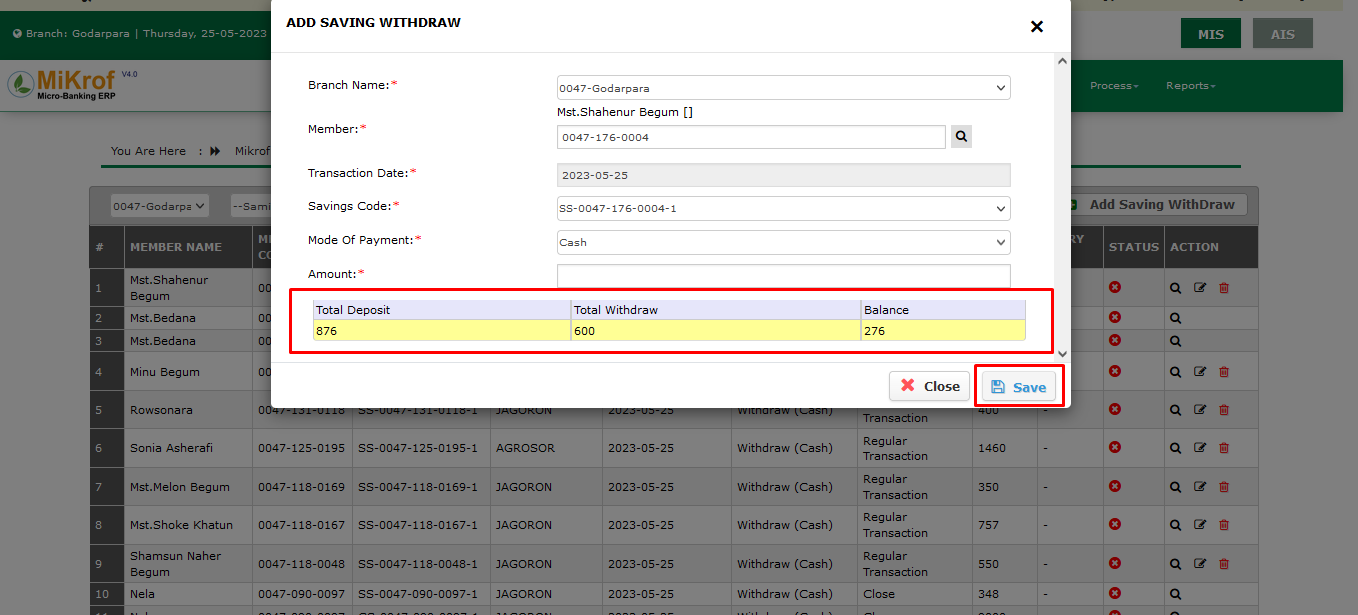 ADD SAVING WITHDRAW
Branch: Godarpara | Thursday, 25-05-2023
MIS
AIS
MiKrof V4.0
Micro-Banking ERP
Process
Reports
Branch Name:*
0047-Godarpara
Mst.Shahenur Begum []
Member:*
0047-176-0004
You Are Here :
Mikrof
Transaction Date:*
2023-05-25
Savings Code:*
SS-0047-176-0004-1
0047-Godarpa
Add Saving WithDraw
Mode Of Payment:*
Cash
Amount:*
Total Deposit Total Withdraw Balance
876 600 276
Close
Save
# MEMBER NAME STATUS ACTION
1 Mst.Shahenur Begum
2 Mst.Bedana
3 Mst.Bedana
4 Minu Begum
5 Rowsonara 0047-131-0118 SS-0047-131-0118-1 JAGORON 2023-05-25 Withdraw (Cash) Transaction 400 -
6 Sonia Asherafi 0047-125-0195 SS-0047-125-0195-1 AGROSOR 2023-05-25 Withdraw (Cash) Regular Transaction 1460 -
7 Mst.Melon Begum 0047-118-0169 SS-0047-118-0169-1 JAGORON 2023-05-25 Withdraw (Cash) Regular Transaction 350 -
8 Mst.Shoke Khatun 0047-118-0167 SS-0047-118-0167-1 JAGORON 2023-05-25 Withdraw (Cash) Regular Transaction 757 -
9 Shamsun Naher Begum 0047-118-0048 SS-0047-118-0048-1 JAGORON 2023-05-25 Withdraw (Cash) Regular Transaction 550 -
10 Nela 0047-090-0097 SS-0047-090-0097-1 JAGORON 2023-05-25 Withdraw (Cash) Close 348 -